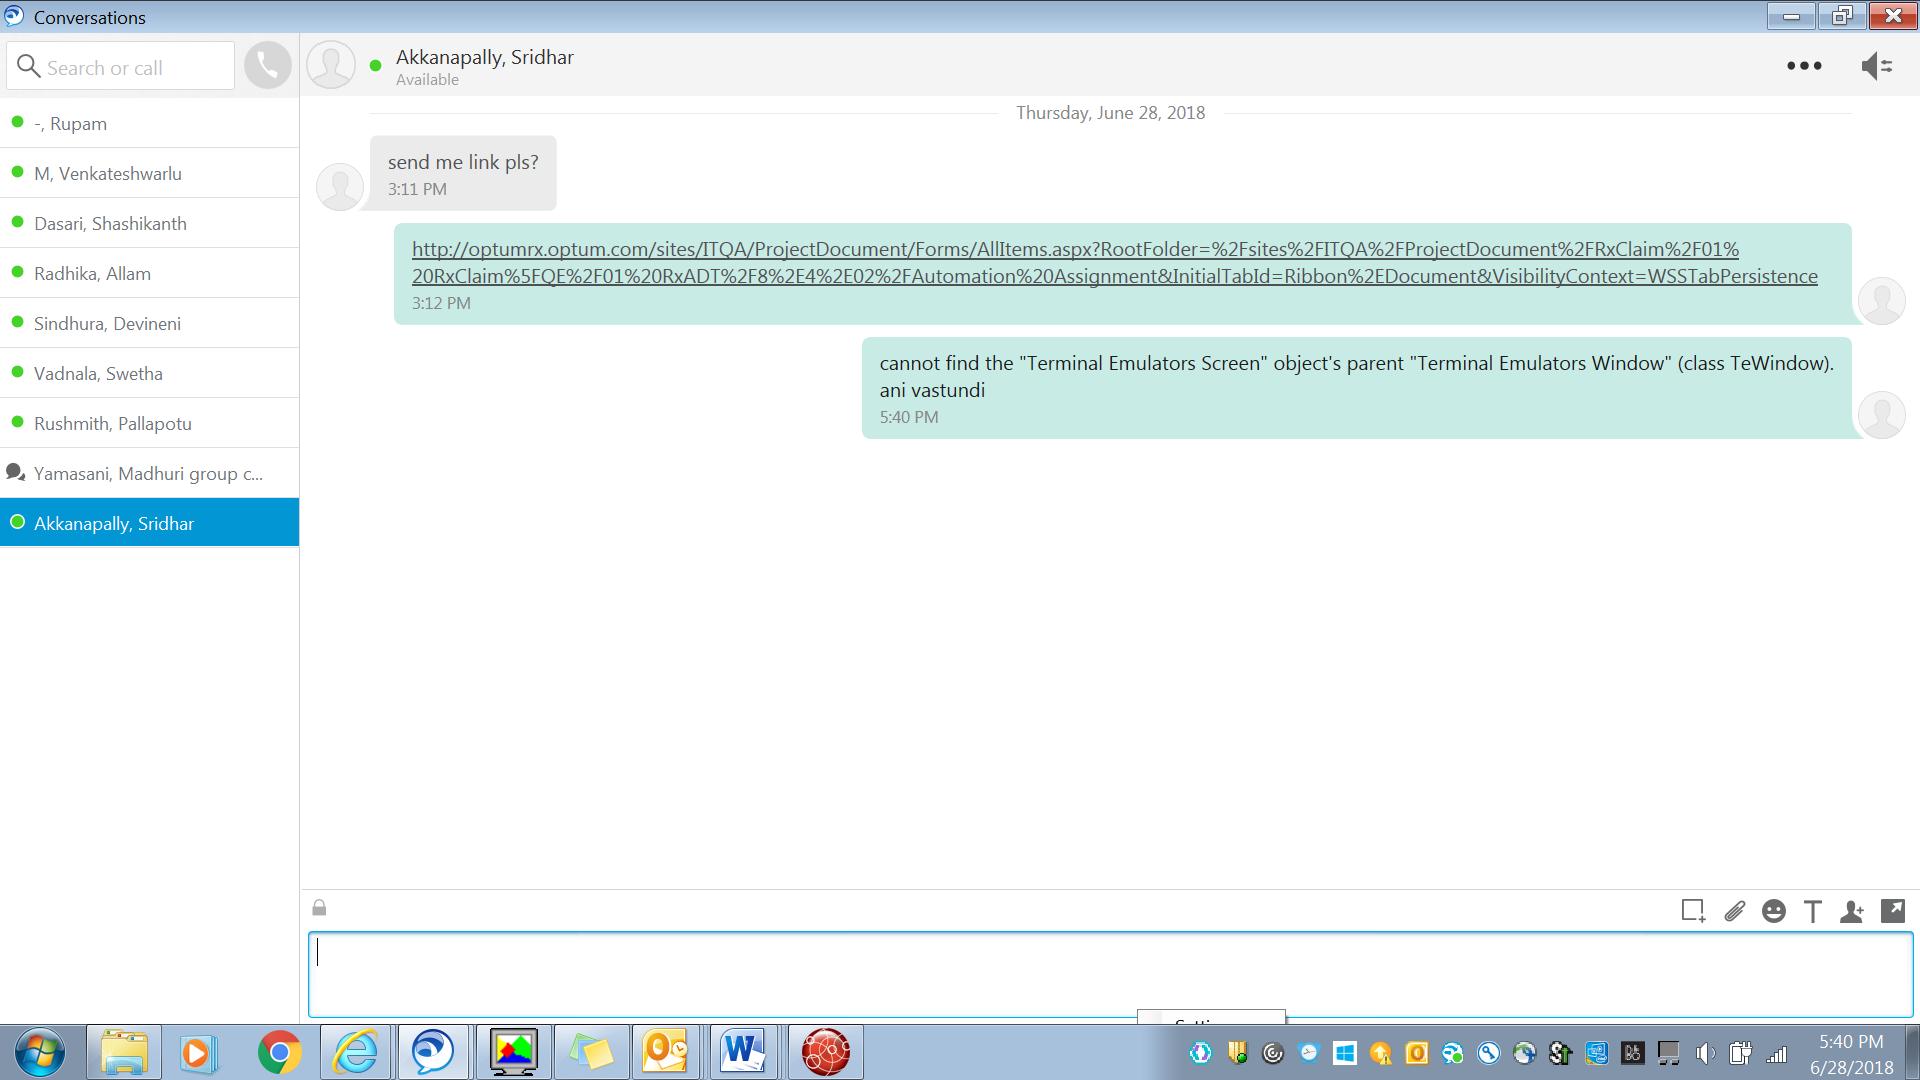 Conversations
Search or call
Akkanapally, Sridhar
Available
-, Rupam
M, Venkateshwarlu
Dasari, Shashikanth
Radhika, Allam
Sindhura, Devineni
Vadnala, Swetha
Rushmith, Pallapotu
Yamasani, Madhuri group c...
Akkanapally, Sridhar
Thursday, June 28, 2018
send me link pls?
3:11 PM
http://optumrx.optum.com/sites/ITQA/ProjectDocument/Forms/AllItems.aspx?RootFolder=%2Fsites%2FITQA%2FProjectDocument%2FRxClaim%2F01%
20RxClaim%5FQE%2F01%20RxADT%2F8%2E4%2E02%2FAutomation%20Assignment&InitialTabId=Ribbon%2EDocument&VisibilityContext=WSSTabPersistence
3:12 PM
cannot find the "Terminal Emulators Screen" object's parent "Terminal Emulators Window" (class TeWindow).
ani vastundi
5:40 PM
5:40 PM
6/28/2018